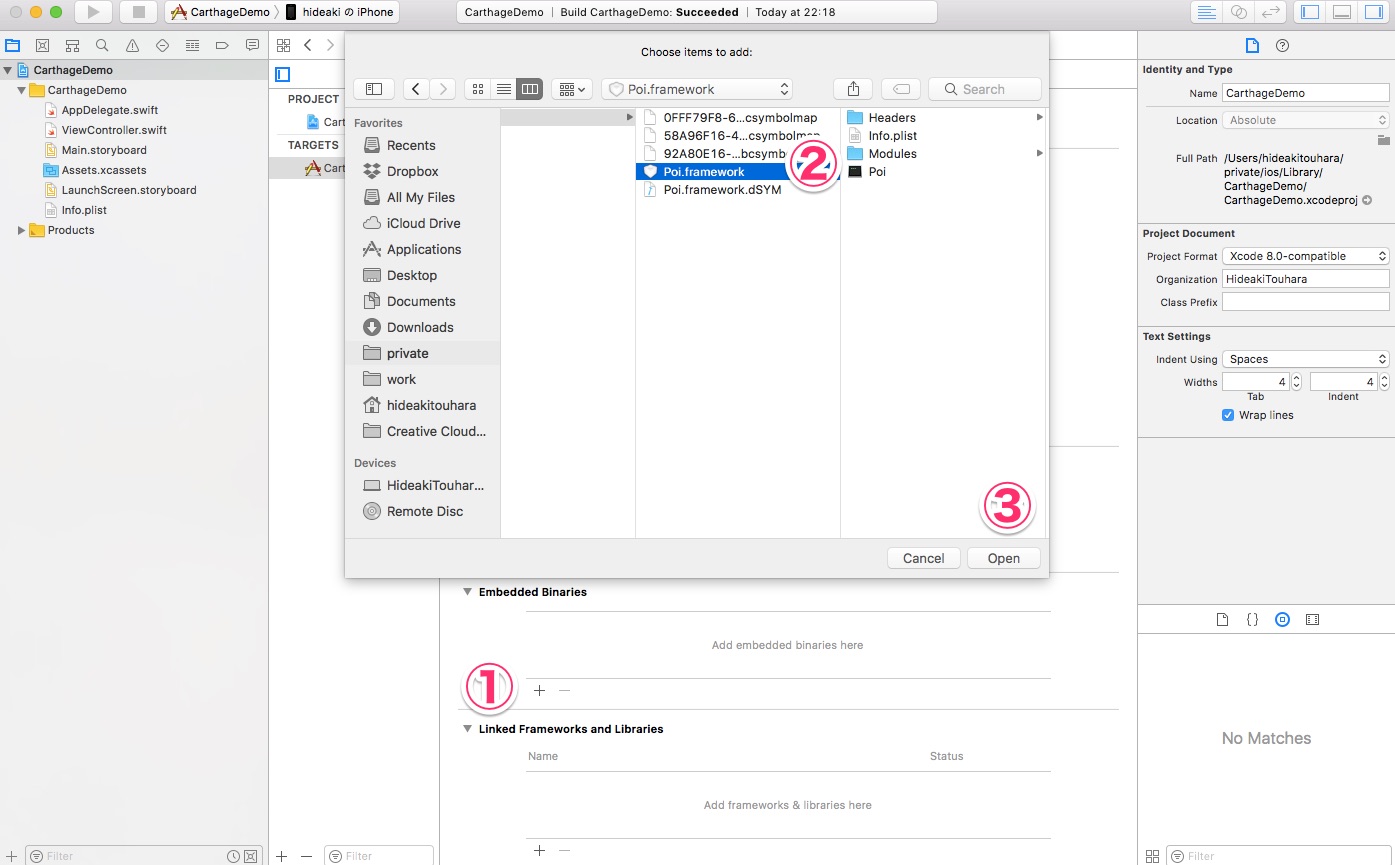 CarthageDemo
hideaki の iPhone
CarthageDemo
Build CarthageDemo: Succeeded
Today at 22:18
CarthageDemo
CarthageDemo
AppDelegate.swift
ViewController.swift
Main.storyboard
Assets.xcassets
LaunchScreen.storyboard
Info.plist
Products
Filter
PROJECT
Cart
TARGETS
Cart
Filter
Choose items to add:
Poi.framework
Search
Favorites
Recents
Dropbox
All My Files
iCloud Drive
Applications
Desktop
Documents
Downloads
private
work
hideakitouhara
Creative Cloud...
Devices
HideakiTouhar...
Remote Disc
0FFF79F8-6...csymbolmap
58A96F16-4...csymbolmap
92A80E16-...bcsymb
Poi.framework
Poi.framework.dSYM
②
Headers
Info.plist
Modules
Poi
③
Cancel
Open
Embedded Binaries
Add embedded binaries here
①
Linked Frameworks and Libraries
Name
Status
Add frameworks & libraries here
Identity and Type
Name
CarthageDemo
Location
Absolute
Full Path
/Users/hideakitouhara/
private/ios/Library/
CarthageDemo/
CarthageDemo.xcodeproj
Project Document
Project Format
Xcode 8.0-compatible
Organization
HideakiTouhara
Class Prefix
Text Settings
Indent Using
Spaces
Widths
4
4
Tab
Indent
Wrap lines
No Matches
Filter